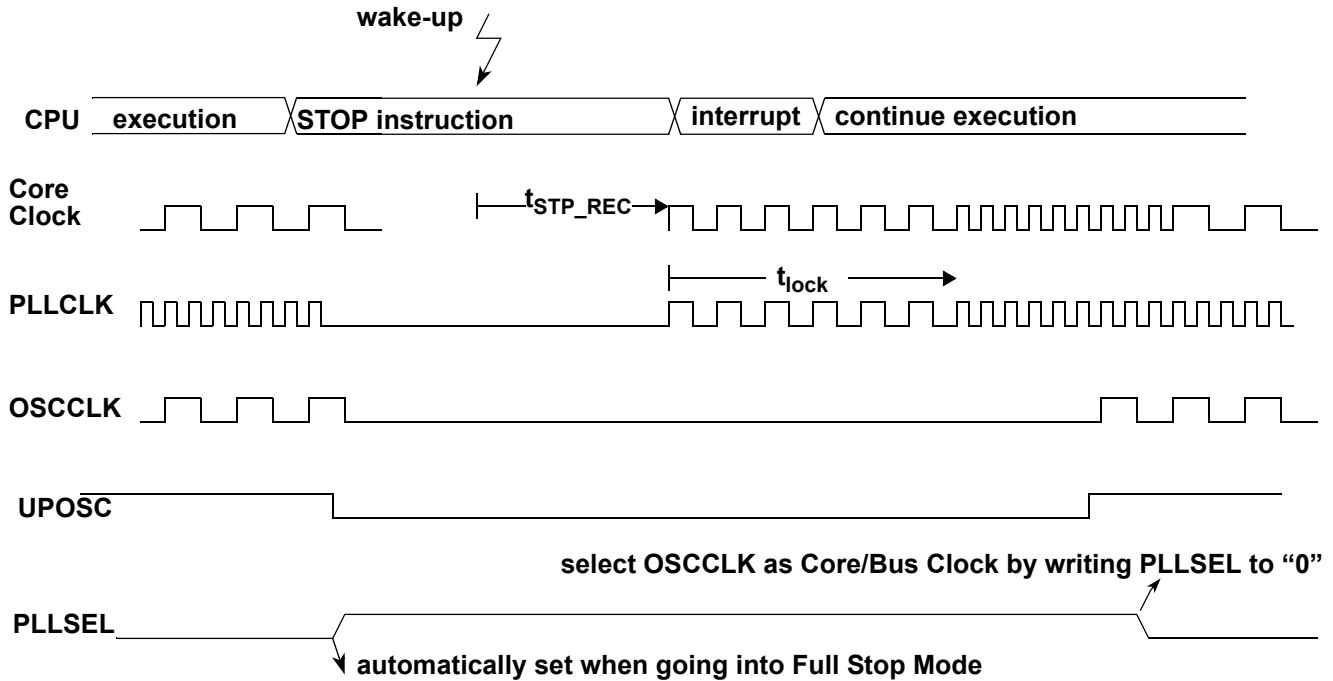 wake-up
CPU execution STOP instruction interrupt continue execution
Core
Clock
tSTP_REC
tlock
PLLCLK
OSCCLK
UPOSC
select OSCCLK as Core/Bus Clock by writing PLLSEL to “0”
PLLSEL
automatically set when going into Full Stop Mode